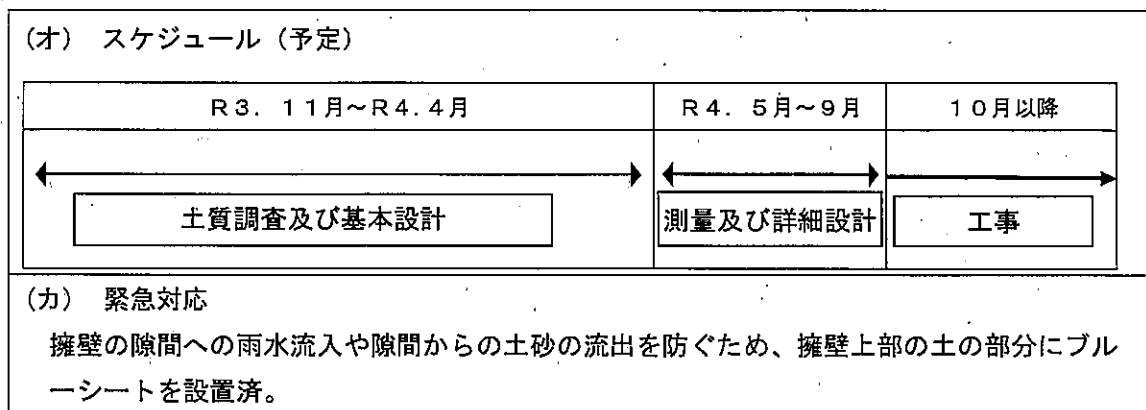 (オ) スケジュール（予定）
R3．11月～R4.4月 R4．5月～9月 10月以降
土質調査及び基本設計 測量及び詳細設計 工事
(カ) 緊急対応
擁壁の隙間への雨水流入や隙間からの土砂の流出を防ぐため、擁壁上部の土の部分にブル
ーシートを設置済。